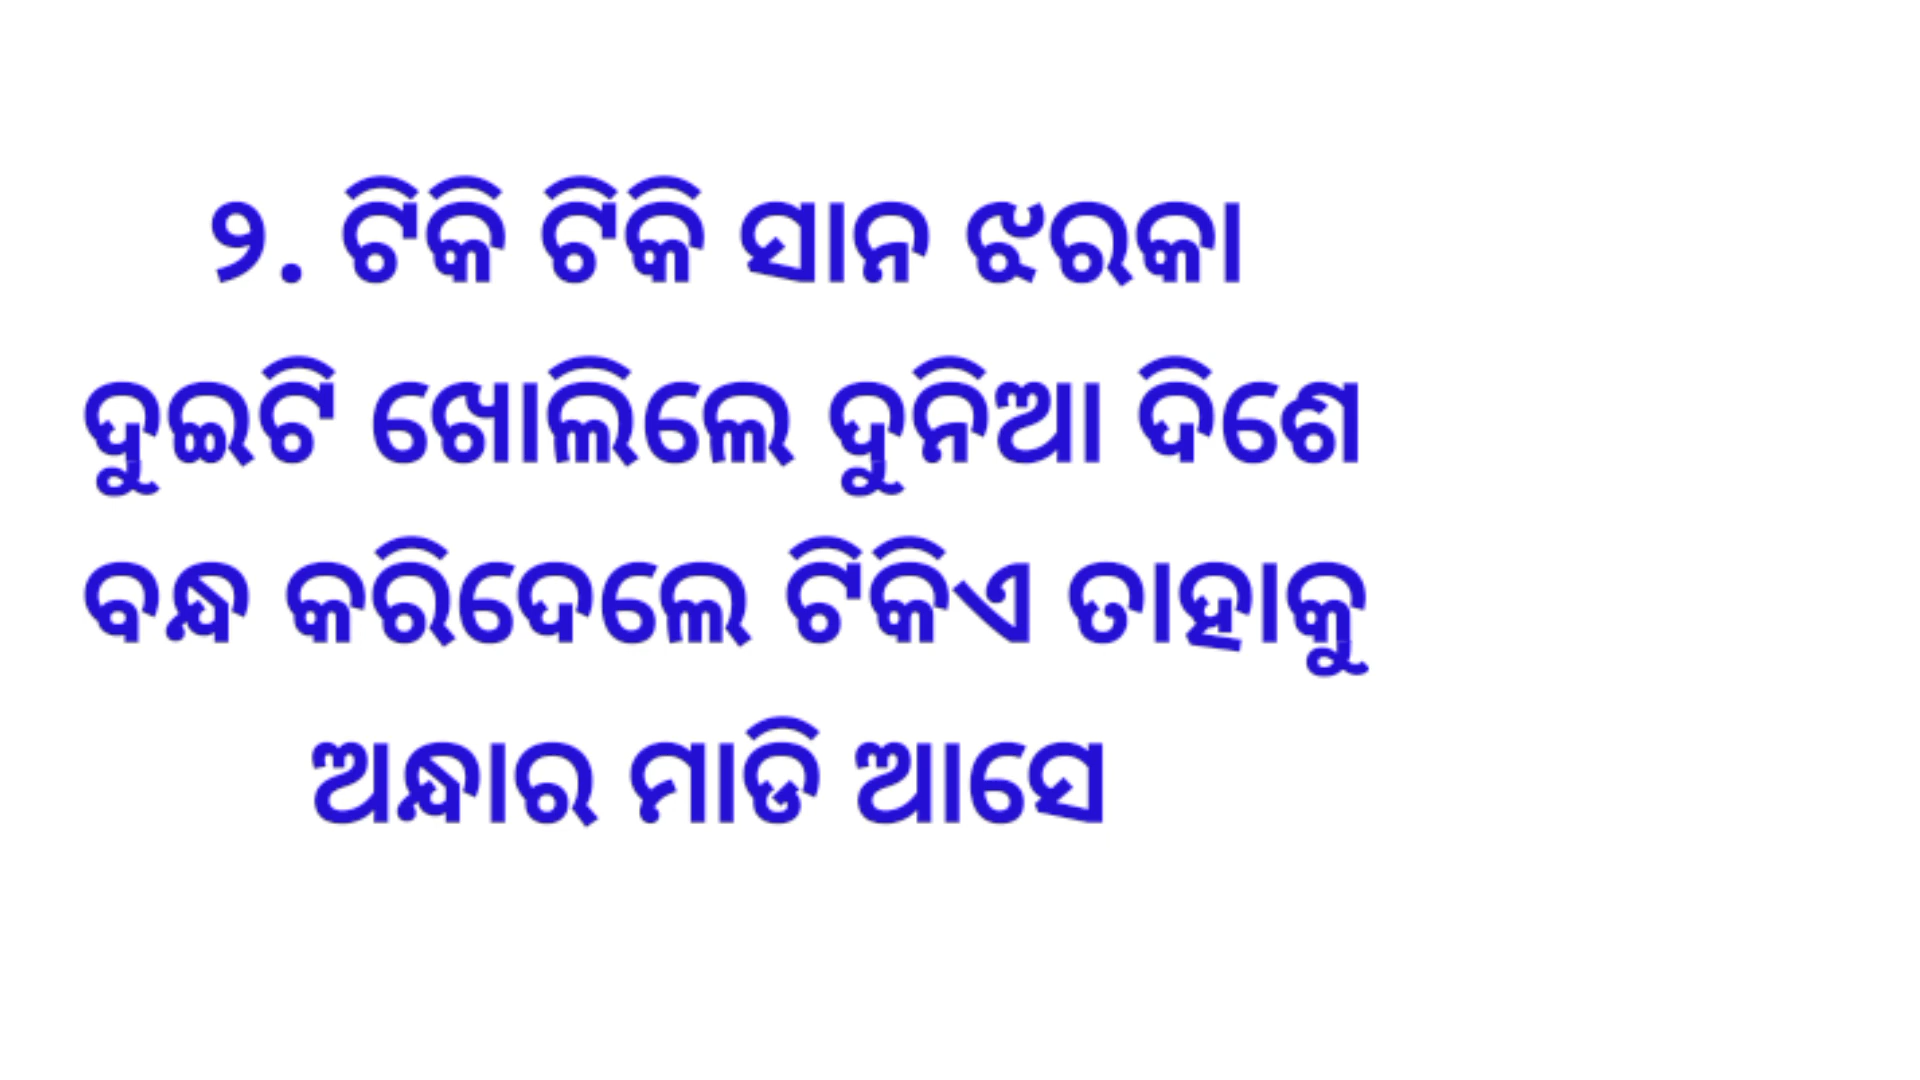 ୨. ଟିକି ଟିକି ସାନ ଝରକା
ଦୁଇଟି ଖୋଲିଲେ ଦୁନିଆ ଦିଶେ
ବନ୍ଧ କରିଦେଲେ ଟିକିଏ ତାହାକୁ
ଅନ୍ଧାର ମାଡି ଆସେ